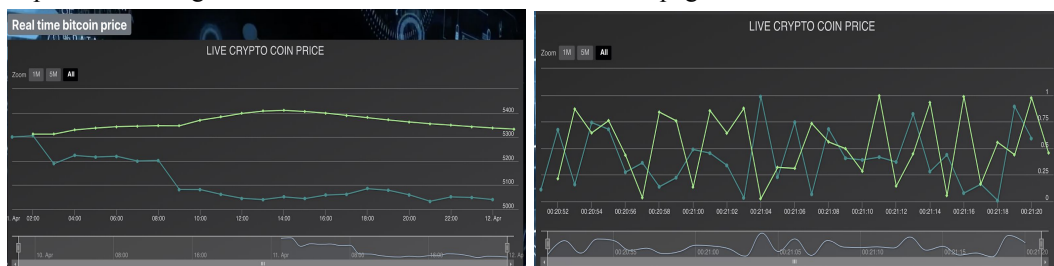 Real time bitcoin price
LIVE CRYPTO COIN PRICE
Zoom 1M 5M All
5400
5300
5200
5100
5000
1. Apr 02:00 04:00 06:00 08:00 10:00 12:00 14:00 16:00 18:00 20:00 22:00 12. Apr
10. Apr 08:00 16:00 11. Apr 08:00 16:00 12. Ap
LIVE CRYPTO COIN PRICE
Zoom 1M 5M All
1
0.75
0.5
0.25
0
00:20:52 00:20:54 00:20:56 00:20:58 00:21:00 00:21:02 00:21:04 00:21:06 00:21:08 00:21:10 00:21:12 00:21:14 00:21:16 00:21:18 00:21:20
00:20:55 00:21:00 00:21:05 00:21:10 00:21:15 00:21:20